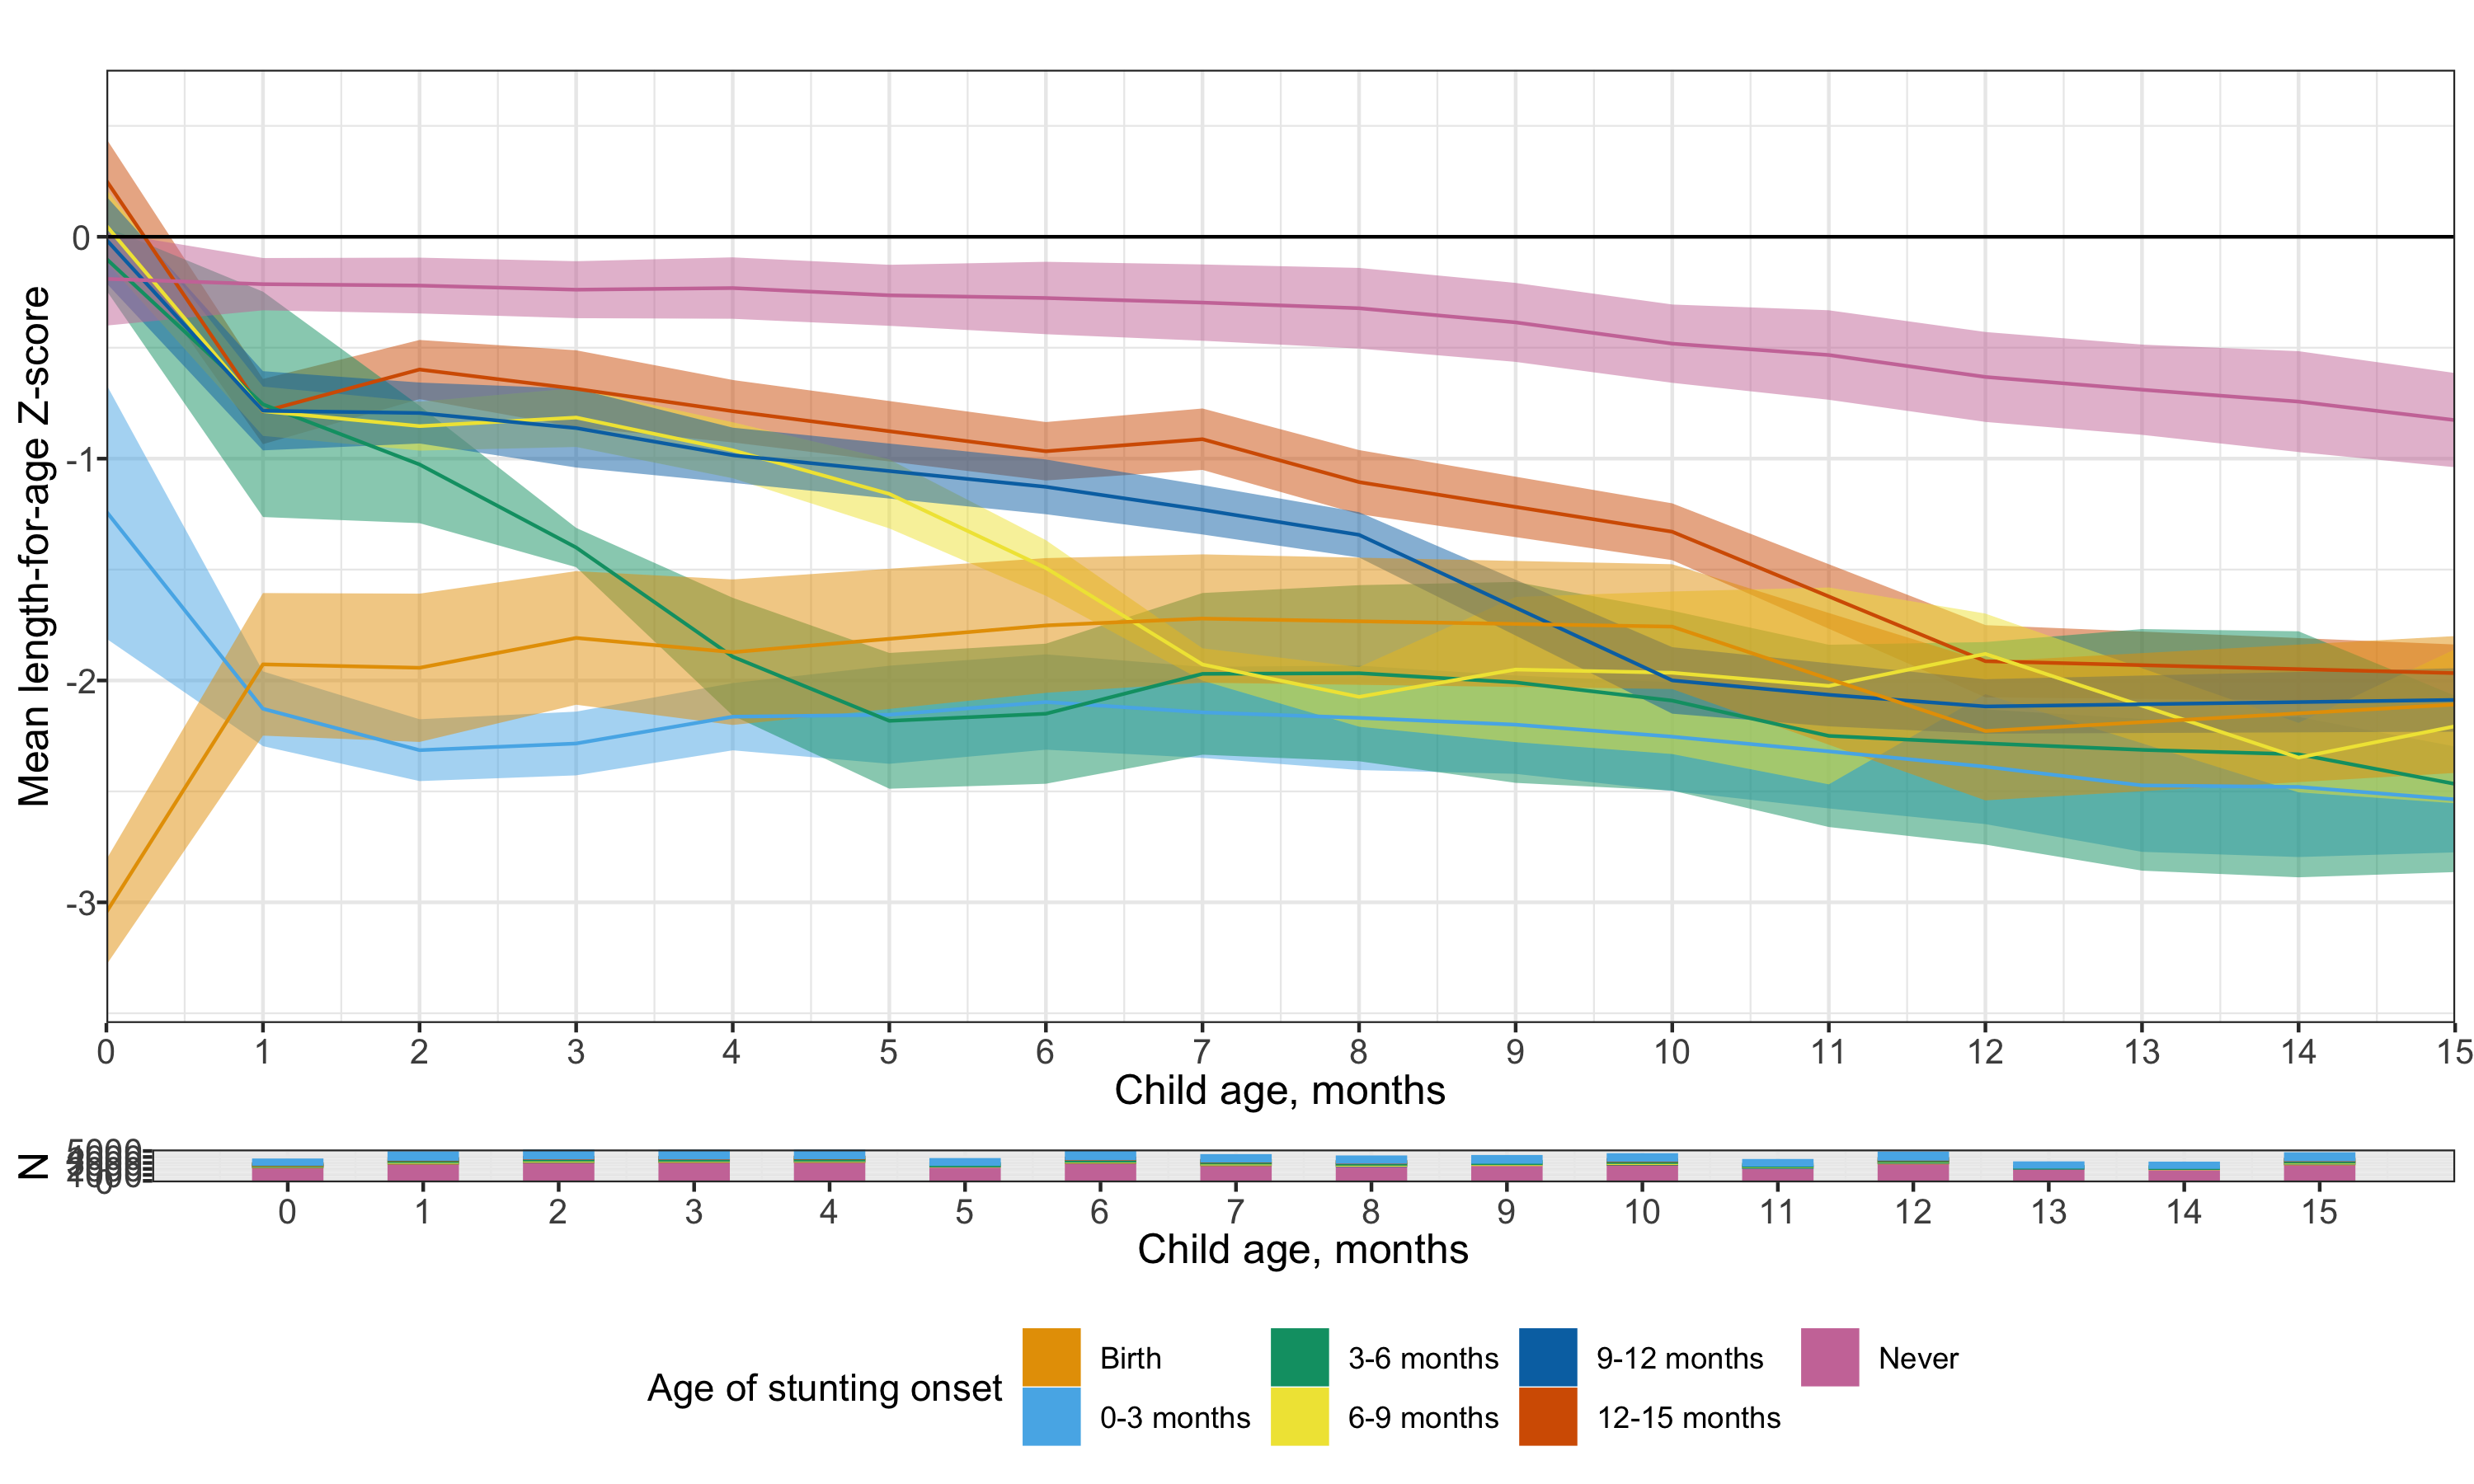 Mean length-for-age Z-score
0
-1
-2
-3
0 1 2 3 4 5 6 7 8 9 10 11 12 13 14 15
Child age, months
N
5000
0
0 1 2 3 4 5 6 7 8 9 10 11 12 13 14 15
Child age, months
Age of stunting onset
Birth
3-6 months
9-12 months
Never
0-3 months
6-9 months
12-15 months